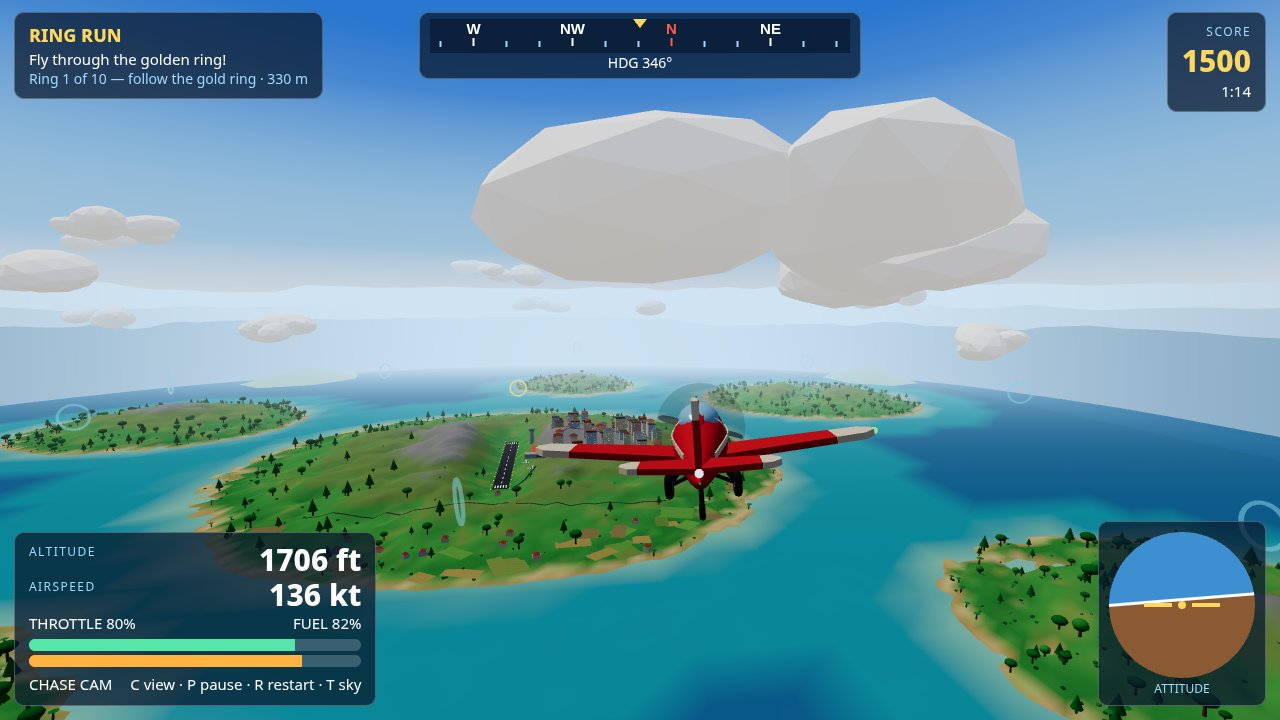 RING RUN
Fly through the golden ring!
Ring 1 of 10 — follow the gold ring · 330 m
W NW N NE
HDG 346°
SCORE
1500
1:14
ALTITUDE 1706 ft
AIRSPEED 136 kt
THROTTLE 80% FUEL 82%
CHASE CAM C view · P pause · R restart · T sky
ATTITUDE